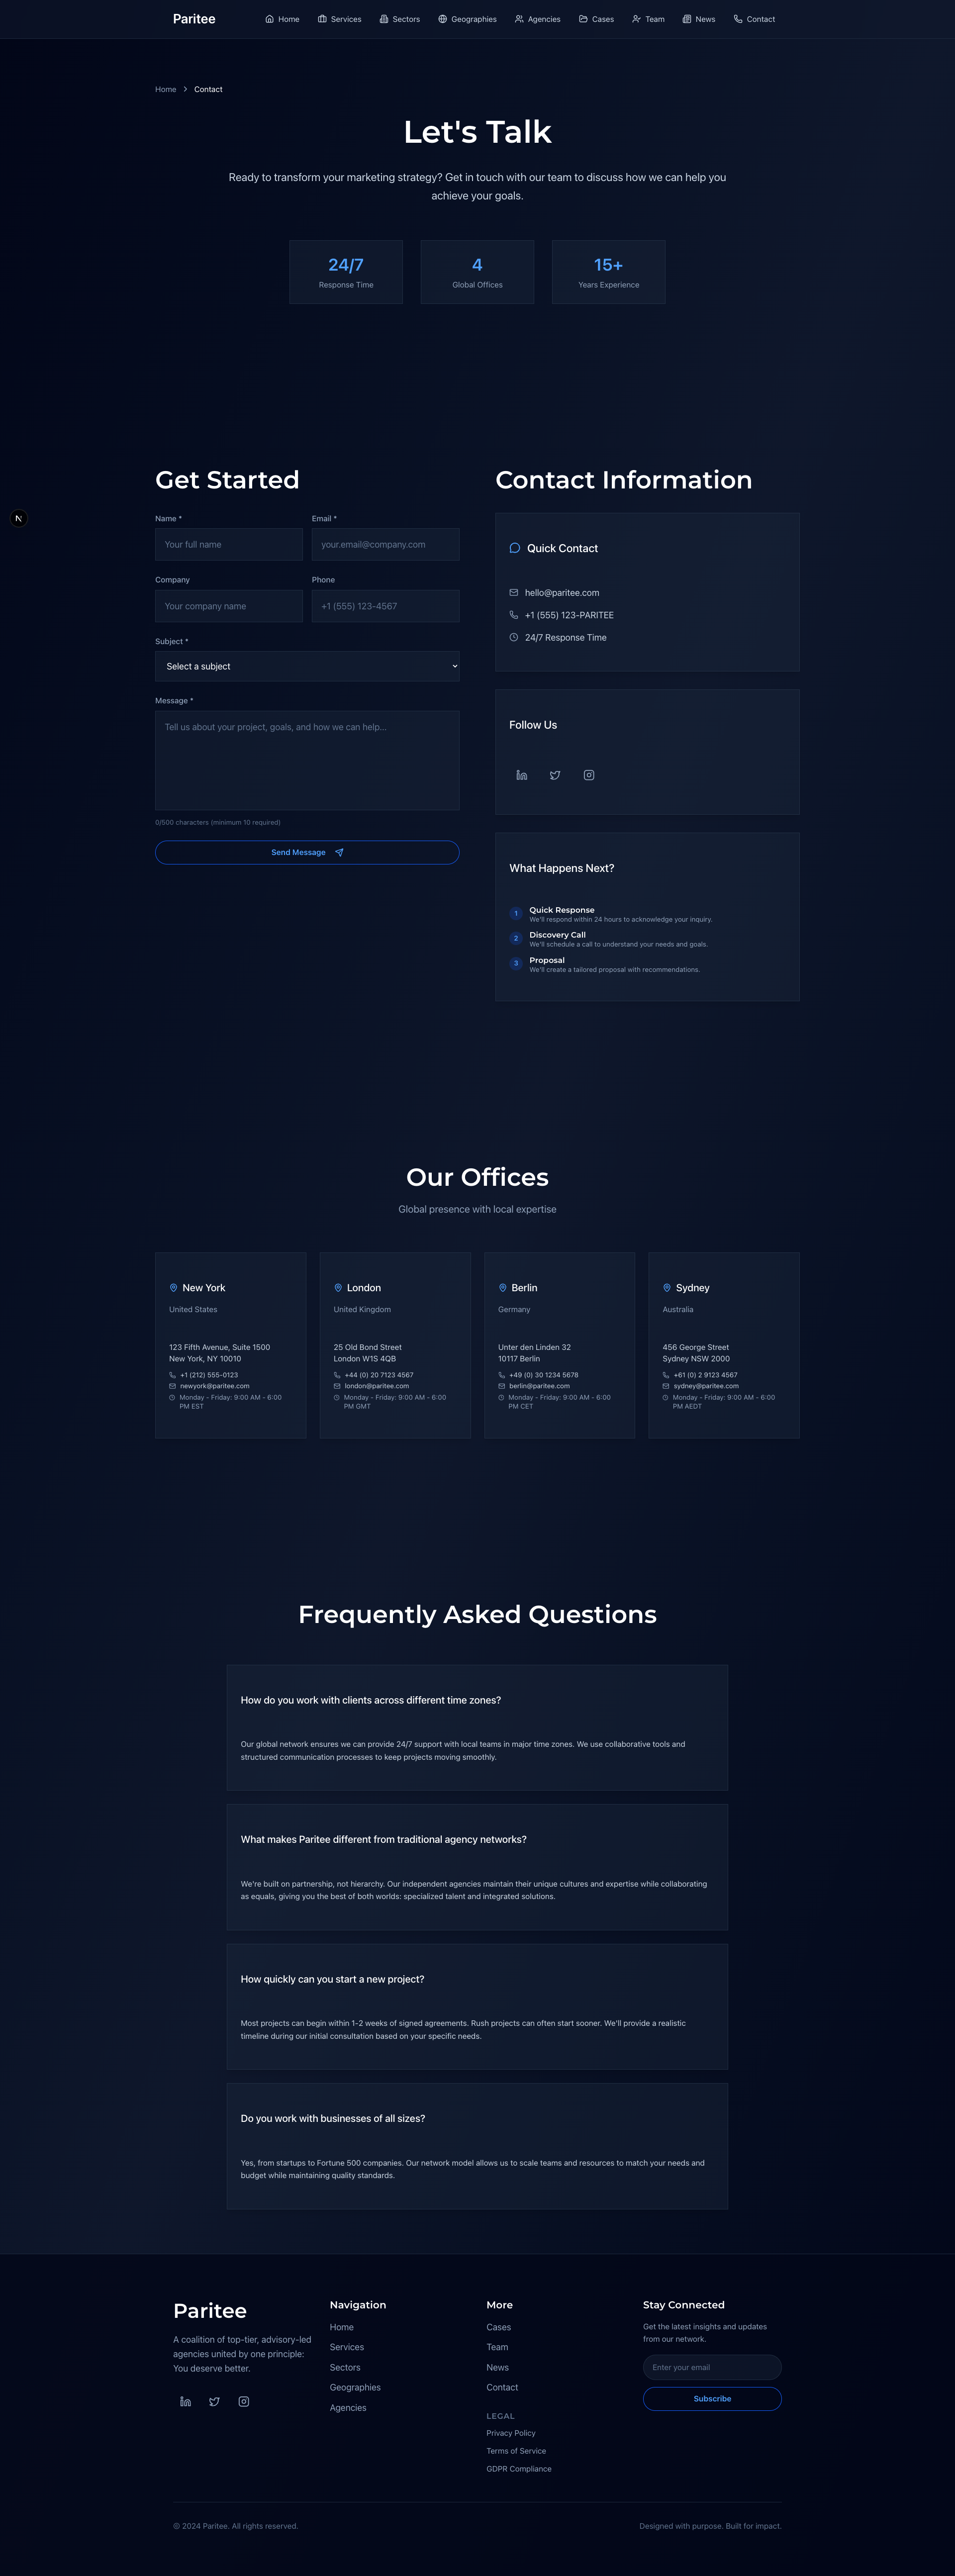 Paritee
Home
Services
Sectors
Geographies
Agencies
Cases
Team
News
Contact
Home
Contact
Let's Talk
Ready to transform your marketing strategy? Get in touch with our team to discuss how we can help you
achieve your goals.
24/7
Response Time
4
Global Offices
15+
Years Experience
Get Started
Name *
Email *
Your full name
your.email@company.com
Company
Phone
Your company name
+1 (555) 123-4567
Subject *
Select a subject
Message *
Tell us about your project, goals, and how we can help...
0/500 characters (minimum 10 required)
Send Message
N
Contact Information
Quick Contact
hello@paritee.com
+1 (555) 123-PARITEE
24/7 Response Time
Follow Us
What Happens Next?
1
Quick Response
We'll respond within 24 hours to acknowledge your inquiry.
2
Discovery Call
We'll schedule a call to understand your needs and goals.
3
Proposal
We'll create a tailored proposal with recommendations.
Our Offices
Global presence with local expertise
New York
United States
123 Fifth Avenue, Suite 1500
New York, NY 10010
+1 (212) 555-0123
newyork@paritee.com
Monday - Friday: 9:00 AM - 6:00
PM EST
London
United Kingdom
25 Old Bond Street
London W1S 4QB
+44 (0) 20 7123 4567
london@paritee.com
Monday - Friday: 9:00 AM - 6:00
PM GMT
Berlin
Germany
Unter den Linden 32
10117 Berlin
+49 (0) 30 1234 5678
berlin@paritee.com
Monday - Friday: 9:00 AM - 6:00
PM CET
Sydney
Australia
456 George Street
Sydney NSW 2000
+61 (0) 2 9123 4567
sydney@paritee.com
Monday - Friday: 9:00 AM - 6:00
PM AEDT
Frequently Asked Questions
How do you work with clients across different time zones?
Our global network ensures we can provide 24/7 support with local teams in major time zones. We use collaborative tools and
structured communication processes to keep projects moving smoothly.
What makes Paritee different from traditional agency networks?
We're built on partnership, not hierarchy. Our independent agencies maintain their unique cultures and expertise while collaborating
as equals, giving you the best of both worlds: specialized talent and integrated solutions.
How quickly can you start a new project?
Most projects can begin within 1-2 weeks of signed agreements. Rush projects can often start sooner. We'll provide a realistic
timeline during our initial consultation based on your specific needs.
Do you work with businesses of all sizes?
Yes, from startups to Fortune 500 companies. Our network model allows us to scale teams and resources to match your needs and
budget while maintaining quality standards.
Paritee
A coalition of top-tier, advisory-led
agencies united by one principle:
You deserve better.
Navigation
Home
Services
Sectors
Geographies
Agencies
More
Cases
Team
News
Contact
LEGAL
Privacy Policy
Terms of Service
GDPR Compliance
Stay Connected
Get the latest insights and updates
from our network.
Enter your email
Subscribe
© 2024 Paritee. All rights reserved.
Designed with purpose. Built for impact.